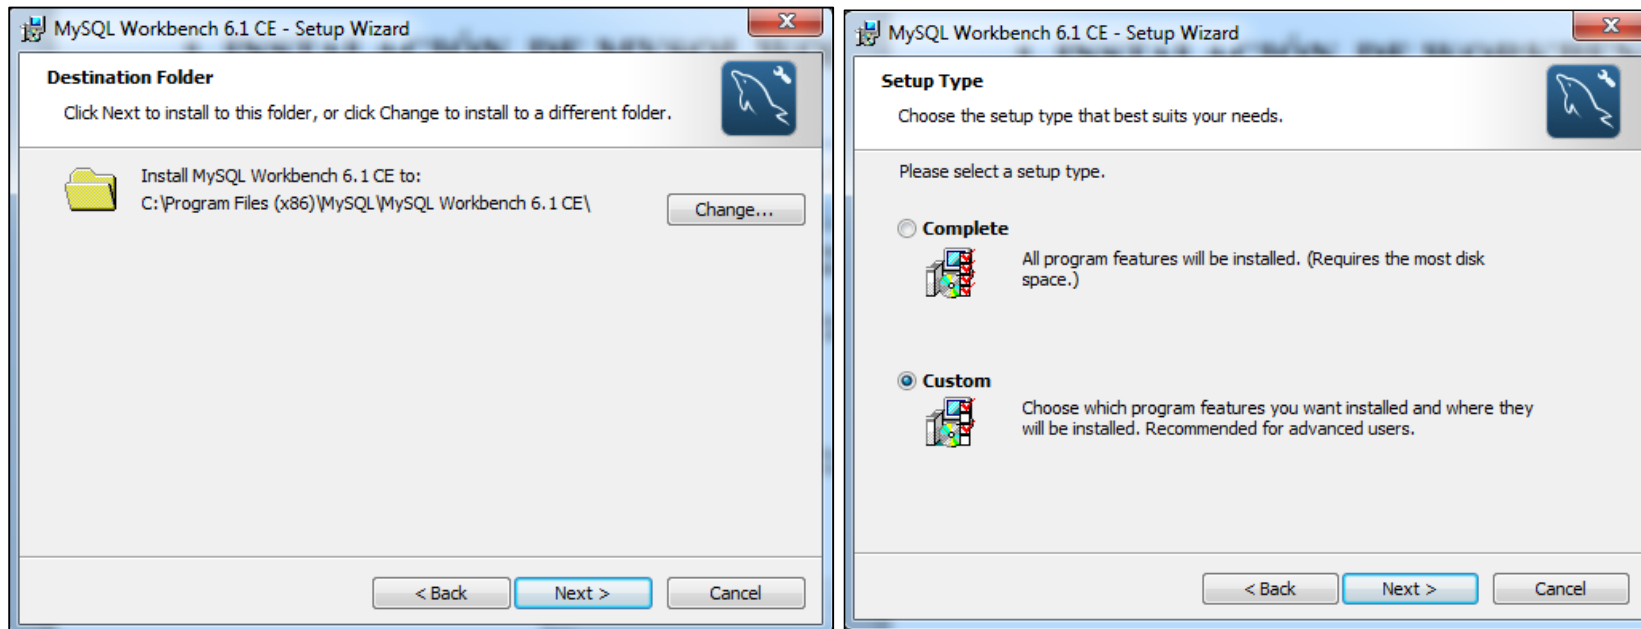 MySQL Workbench 6.1 CE - Setup Wizard
Destination Folder
Click Next to install to this folder, or click Change to install to a different folder.
Install MySQL Workbench 6.1 CE to:
C:\Program Files (x86)\MySQL\MySQL Workbench 6.1 CE\
Change...
< Back
Next >
Cancel
MySQL Workbench 6.1 CE - Setup Wizard
Setup Type
Choose the setup type that best suits your needs.
Please select a setup type.
Complete
All program features will be installed. (Requires the most disk
space.)
Custom
Choose which program features you want installed and where they
will be installed. Recommended for advanced users.
< Back
Next >
Cancel